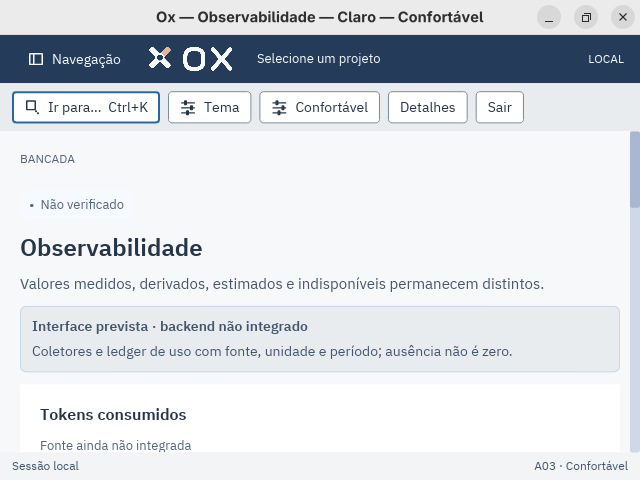 Ox — Observabilidade — Claro — Confortável
Navegação
OX
Selecione um projeto
LOCAL
Ir para... Ctrl+K
Tema
Confortável
Detalhes
Sair
BANCADA
• Não verificado
Observabilidade
Valores medidos, derivados, estimados e indisponíveis permanecem distintos.
Interface prevista · backend não integrado
Coletores e ledger de uso com fonte, unidade e período; ausência não é zero.
Tokens consumidos
Fonte ainda não integrada
Sessão local
A03 · Confortável